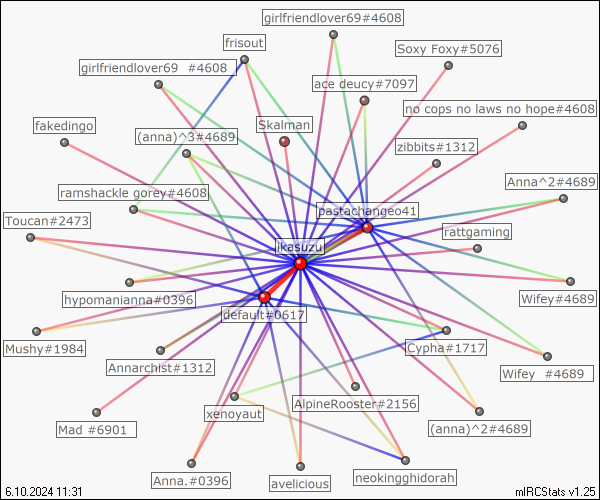 girlfriendlover69#4608
frisout
Soxy Foxy#5076
girlfriendlover69  #4608
ace deucy#7097
no cops no laws no hope#4608
fakedingo
Skalman
(anna)^3#4689
zibbits#1312
Anna^2#4689
ramshackle gorey#4608
pastachangeo41
Toucan#2473
rattgaming
ikasuzu
hypomanianna#0396
Wifey#4689
default#0617
Mushy#1984
Cypha#1717
Annarchist#1312
Wifey  #4689
AlpineRooster#2156
xenoyaut
Mad #6901
(anna)^2#4689
Anna.#0396
avelicious
neokingghidorah
6.10.2024 11:31
mIRCStats v1.25